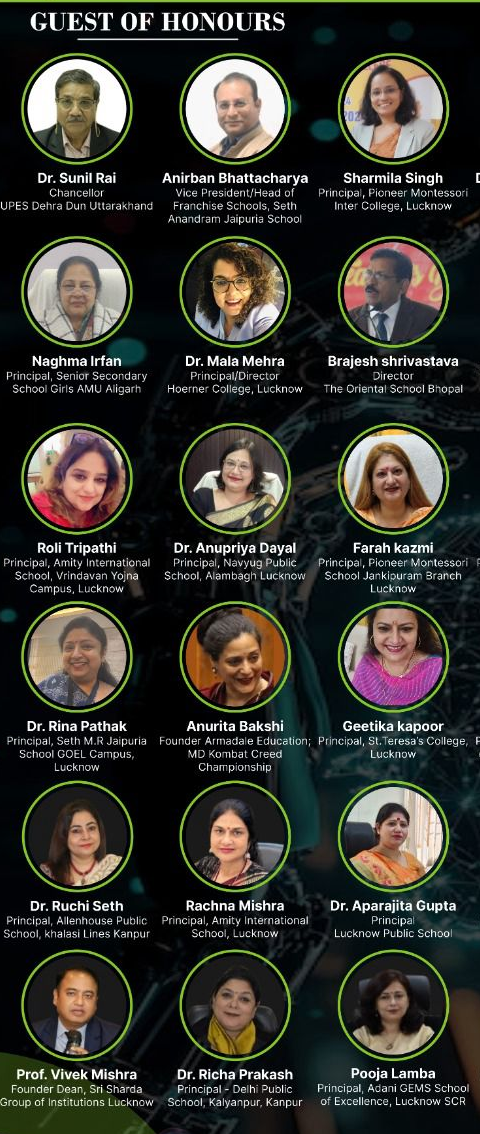 GUEST OF HONOURS
Dr. Sunil Rai
Chancellor
UPES Dehra Dun Uttarakhand
Anirban Bhattacharya
Vice President/Head of
Franchise Schools, Seth
Anandram Jaipuria School
Sharmila Singh
Principal, Pioneer Montessori
Inter College, Lucknow
Naghma Irfan
Principal, Senior Secondary
School Girls AMU Aligarh
Dr. Mala Mehra
Principal/Director
Hoerner College, Lucknow
Brajesh shrivastava
Director
The Oriental School Bhopal
Roli Tripathi
Principal, Amity International
School, Vrindavan Yojna
Campus, Lucknow
Dr. Anupriya Dayal
Principal, Navyug Public
School, Alambagh Lucknow
Farah kazmi
Principal, Pioneer Montessori
School Jankipuram Branch
Lucknow
Dr. Rina Pathak
Principal, Seth M.R Jaipuria
School GOEL Campus,
Lucknow
Anurita Bakshi
Founder Armadale Education;
MD Kombat Creed
Championship
Geetika kapoor
Principal, St.Teresa's College,
Lucknow
Dr. Ruchi Seth
Principal, Allenhouse Public
School, khalasi Lines Kanpur
Rachna Mishra
Principal, Amity International
School, Lucknow
Dr. Aparajita Gupta
Principal
Lucknow Public School
Prof. Vivek Mishra
Founder Dean, Sri Sharda
Group of Institutions Lucknow
Dr. Richa Prakash
Principal - Delhi Public
School, Kalyanpur, Kanpur
Pooja Lamba
Principal, Adani GEMS School
of Excellence, Lucknow SCR